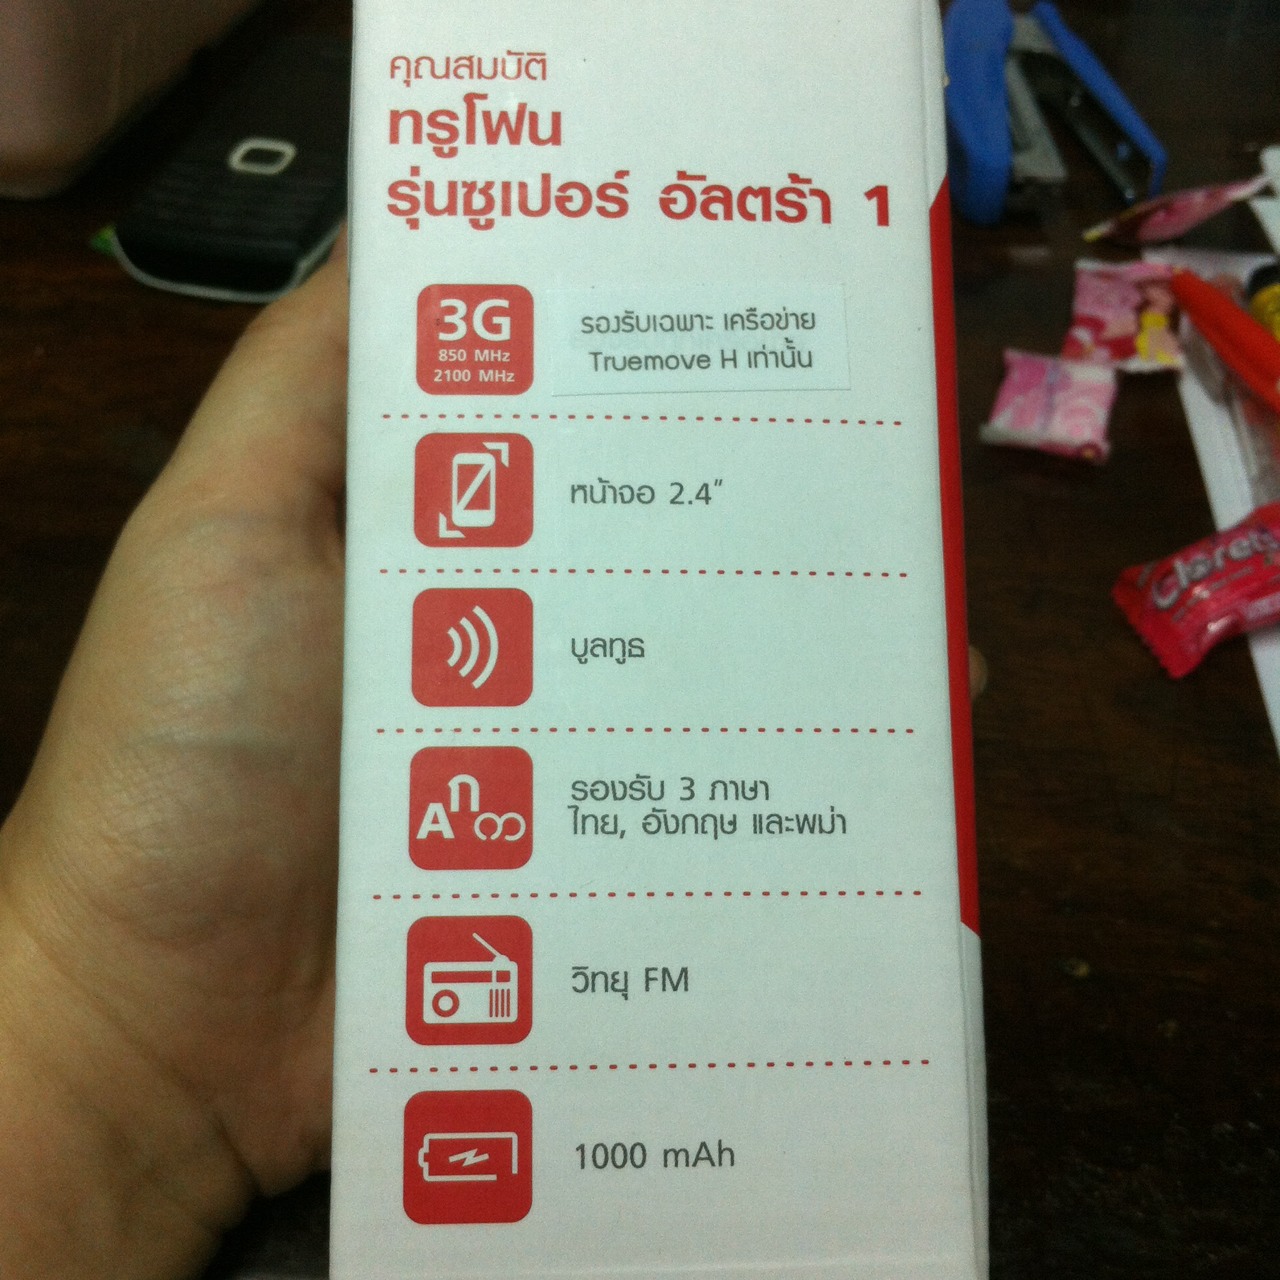 คุณสมบัติ
ทรูโฟน
รุ่นซูเปอร์ อัลตร้า 1
3G
850 MHz
2100 MHz
รองรับเฉพาะ เครือข่าย
Truemove H เท่านั้น
หน้าจอ 2.4"
บูลทูธ
A ก က
รองรับ 3 ภาษา
ไทย, อังกฤษ และพม่า
วิทยุ FM
1000 mAh
Clorets